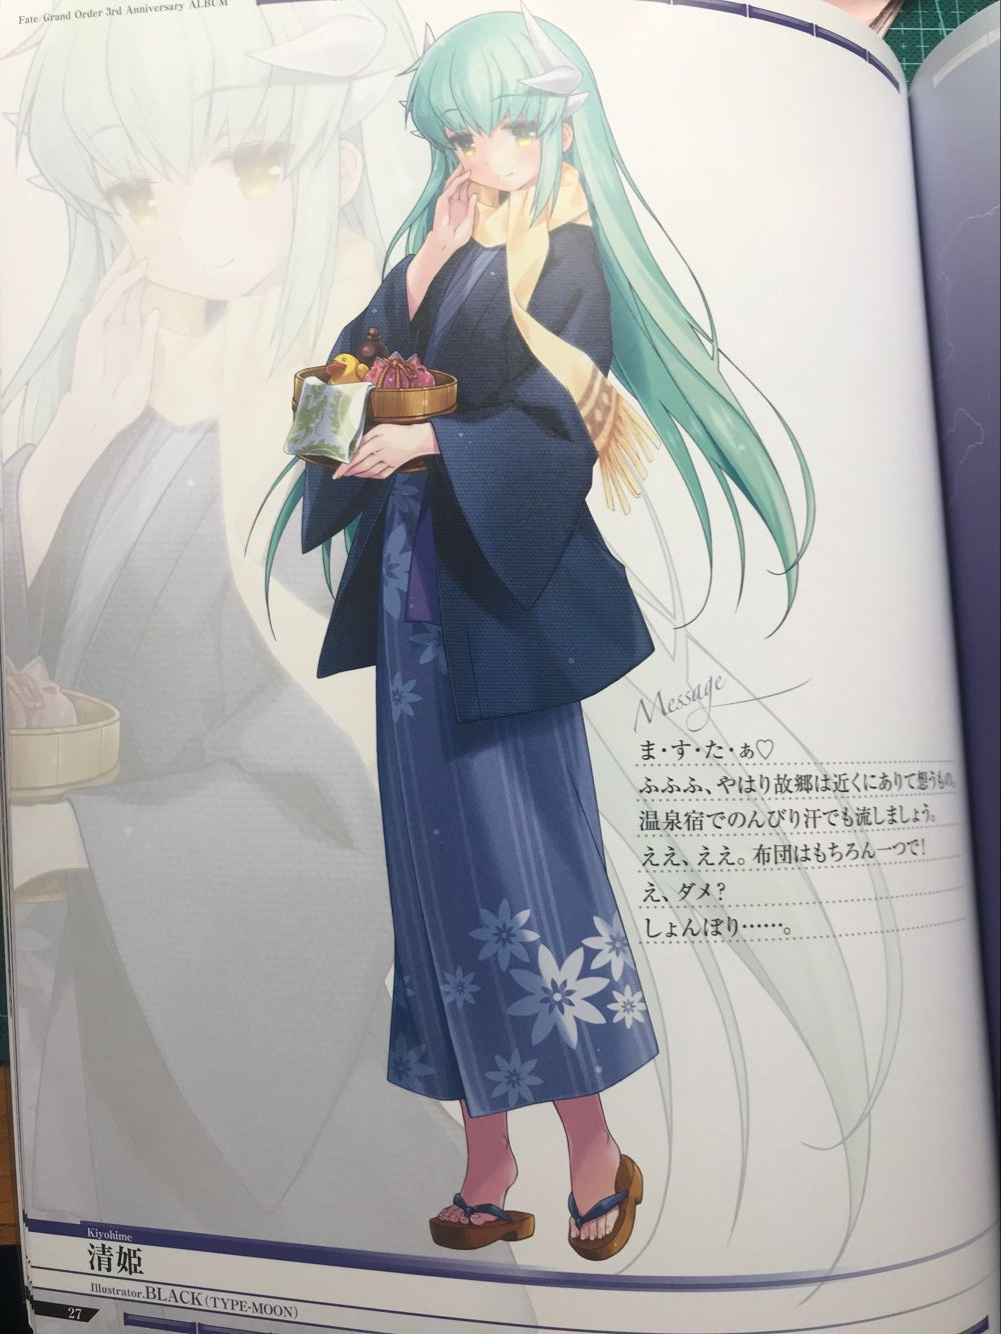 Fate/Grand Order 3rd Anniversary ALBUM
Message
ま・す・た・ぁ♡
ふふふ、やはり故郷は近くにありて想うもの。
温泉宿でのんびり汗でも流しましょう。
ええ、ええ。布団はもちろん一つで!
え、ダメ?
しょんぼり……。
Kiyohime
清姫
Illustrator.BLACK(TYPE-MOON)
27